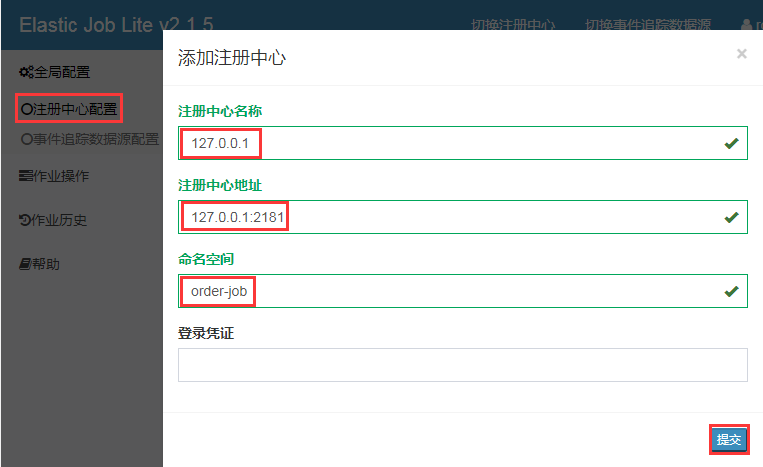 Elastic Job Lite v2.1.5
切换注册中心
切换事件追踪数据源
全局配置
注册中心配置
事件追踪数据源配置
作业操作
作业历史
帮助
添加注册中心
×
注册中心名称
127.0.0.1
注册中心地址
127.0.0.1:2181
命名空间
order-job
登录凭证
提交